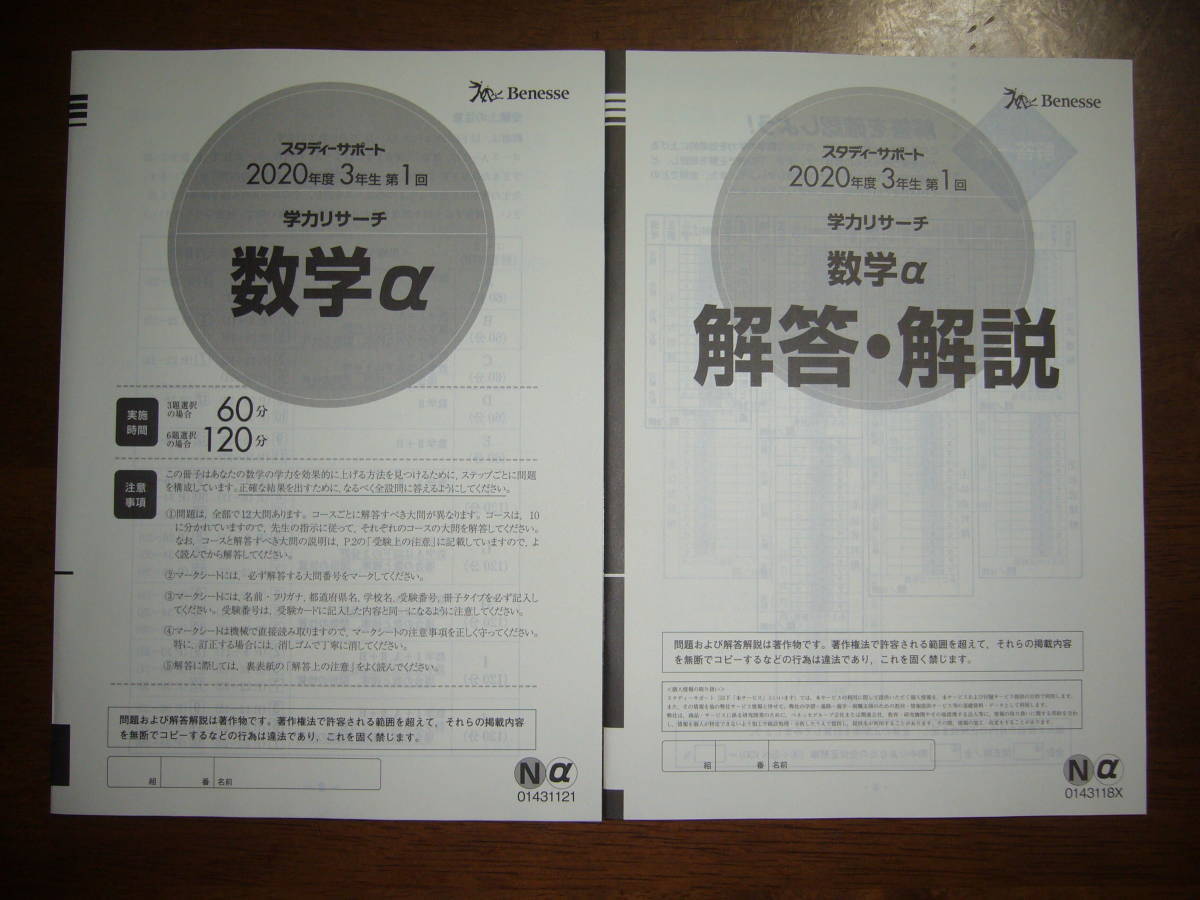 Benesse
スタディーサポート
2020年度 3年生 第1回
学力リサーチ
数学α
実施時間
3題選択の場合 60分
6題選択の場合 120分
注意事項
この冊子はあなたの数学の学力を効果的に上げる方法を見つけるために，ステップごとに問題
を構成しています。正確な結果を出すために，なるべく全設問に答えるようにしてください。
①問題は，全部で12大問あります。コースごとに解答すべき大問が異なります。コースは，10
に分かれていますので，先生の指示に従って，それぞれのコースの大問を解答してください。
なお，コースと解答すべき大問の説明は，P.2の「受験上の注意」に記載していますので，よ
く読んでから解答してください。
②マークシートには，必ず解答する大問番号をマークしてください。
③マークシートには，名前・フリガナ，都道府県名，学校名，受験番号，冊子タイプを必ず記入し
てください。受験番号は，受験カードに記入した内容と同一になるように注意してください。
④マークシートは機械で直接読み取りますので，マークシートの注意事項を正しく守ってください。
特に，訂正する場合には，消しゴムで丁寧に消してください。
⑤解答に際しては，裏表紙の「解答上の注意」をよく読んでください。
問題および解答解説は著作物です。著作権法で許容される範囲を超えて，それらの掲載内容
を無断でコピーするなどの行為は違法であり，これを固く禁じます。
組 番 名前
N α
01431121
Benesse
スタディーサポート
2020年度 3年生 第1回
学力リサーチ
数学α
解答・解説
問題および解答解説は著作物です。著作権法で許容される範囲を超えて，それらの掲載内容
を無断でコピーするなどの行為は違法であり，これを固く禁じます。
＜個人情報の取り扱い＞
組 番 名前
N α
0143118X